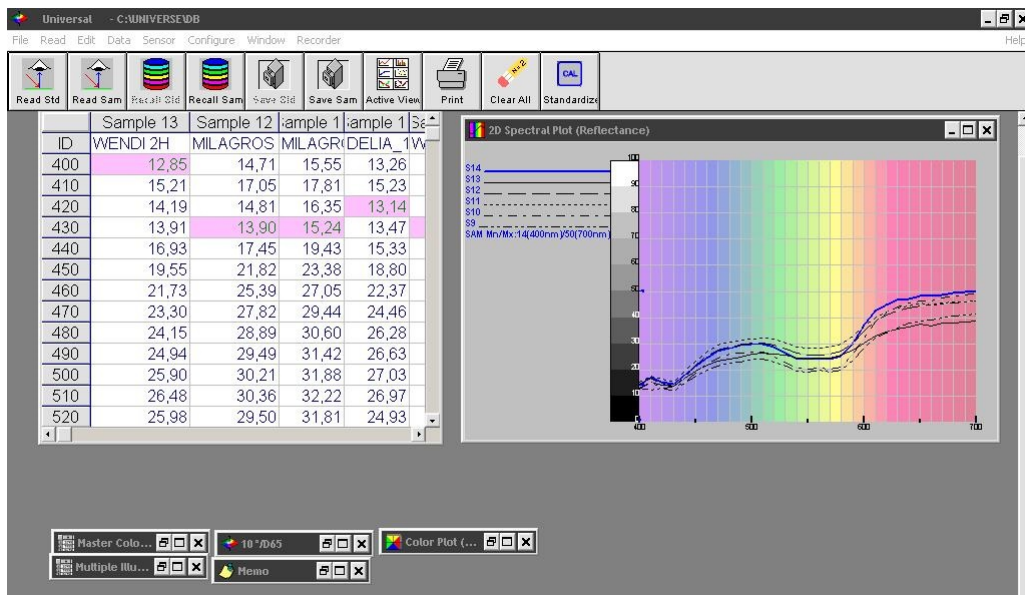 Universal - C:\UNIVERSE\DB
File Read Edit Data Sensor Configure Window Recorder Help
Read Std Read Sam Recall Std Recall Sam Save Std Save Sam Active View Print Clear All Standardize
CAL
N=2
Sample 13 Sample 12 Sample 1 Sample 1 Sa
ID WENDI 2H MILAGROS MILAGR( DELIA_1 W
400 12,85 14,71 15,55 13,26
410 15,21 17,05 17,81 15,23
420 14,19 14,81 16,35 13,14
430 13,91 13,90 15,24 13,47
440 16,93 17,45 19,43 15,33
450 19,55 21,82 23,38 18,80
460 21,73 25,39 27,05 22,37
470 23,30 27,82 29,44 24,46
480 24,15 28,89 30,60 26,28
490 24,94 29,49 31,42 26,63
500 25,90 30,21 31,88 27,03
510 26,48 30,36 32,22 26,97
520 25,98 29,50 31,81 24,93
2D Spectral Plot (Reflectance)
S14
S13
S12
S11
S10
S9
SAM Mn/Mx:14(400nm)/50(700nm)
100
90
80
70
60
50
40
30
20
10
0
400 500 600 700
Master Colo... 10°/D65 Color Plot (...
Multiple Illu... Memo